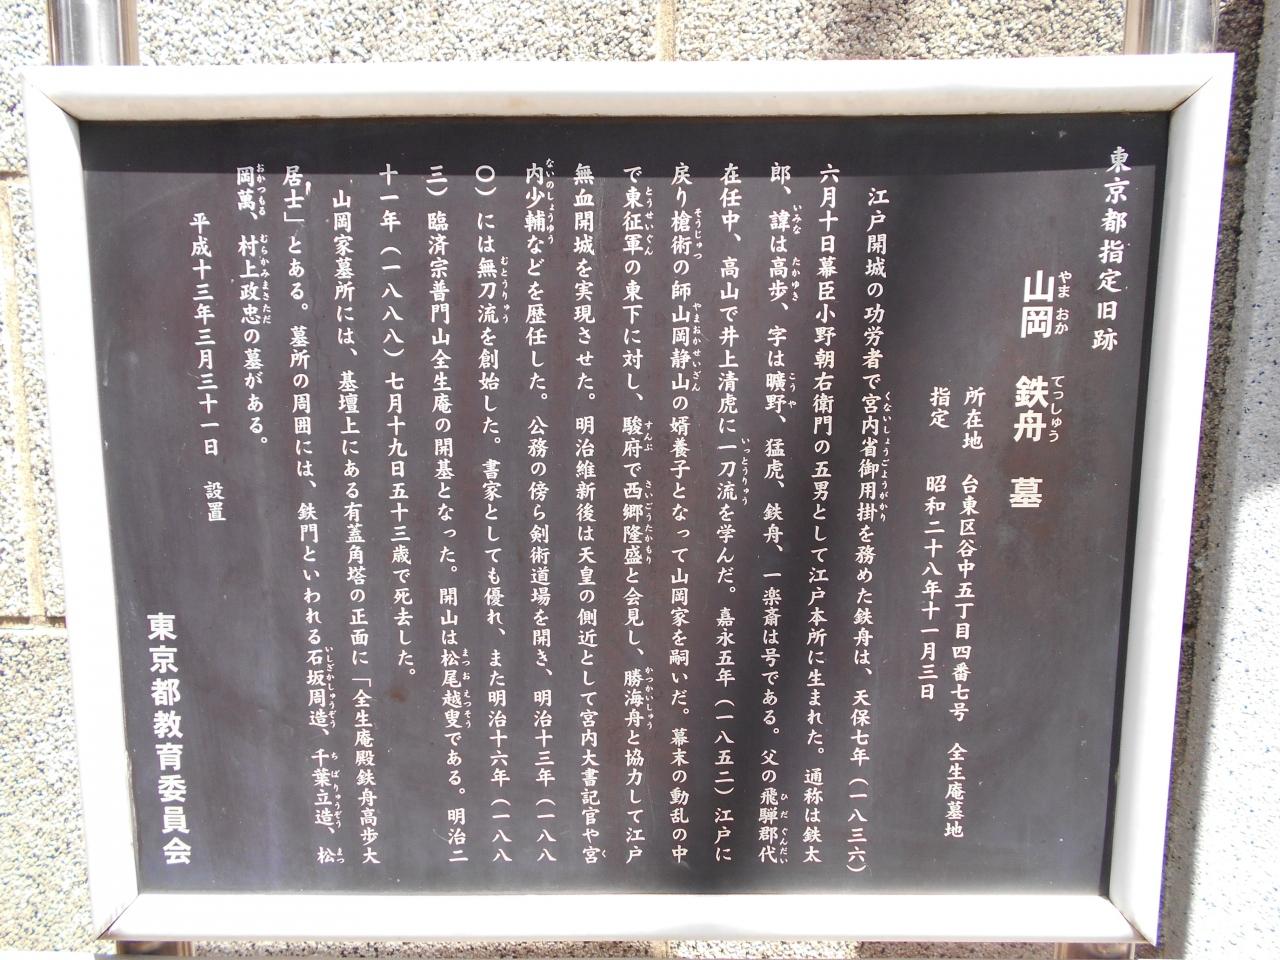 東京都指定旧跡
山岡 鉄舟 墓
所在地 台東区谷中五丁目四番七号 全生庵墓地
指定 昭和二十八年十一月三日
江戸開城の功労者で宮内省御用掛を務めた鉄舟は、天保七年（一八三六）
六月十日幕臣小野朝右衛門の五男として江戸本所に生まれた。通称は鉄太
郎、諱は高歩、字は曠野、猛虎、鉄舟、一楽斎は号である。父の飛騨郡代
在任中、高山で井上清虎に一刀流を学んだ。嘉永五年（一八五二）江戸に
戻り槍術の師山岡静山の婿養子となって山岡家を嗣いだ。幕末の動乱の中
で東征軍の東下に対し、駿府で西郷隆盛と会見し、勝海舟と協力して江戸
無血開城を実現させた。明治維新後は天皇の側近として宮内大書記官や宮
内少輔などを歴任した。公務の傍ら剣術道場を開き、明治十三年（一八八
〇）には無刀流を創始した。書家としても優れ、また明治十六年（一八八
三）臨済宗普門山全生庵の開基となった。開山は松尾越叟である。明治二
十一年（一八八八）七月十九日五十三歳で死去した。
山岡家墓所には、墓壇上にある有蓋角塔の正面に「全生庵殿鉄舟高歩大
居士」とある。墓所の周囲には、鉄門といわれる石坂周造、千葉立造、松
岡萬、村上政忠の墓がある。
平成十三年三月三十一日 設置
東京都教育委員会